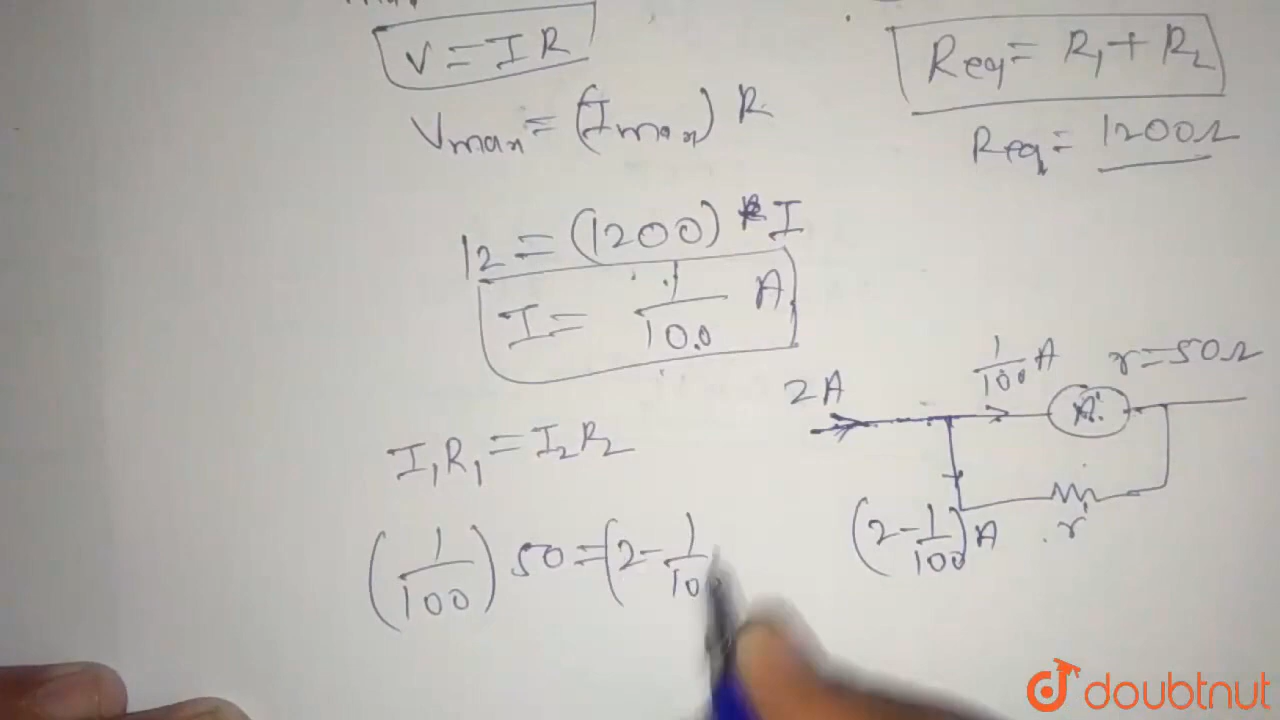 V = IR
Vmax = (Imax) R
12 = (1200) I
I = 1/100 A
I₁R₁ = I₂R₂
(1/100) 50 = (2 - 1/10
Req = R₁ + R₂
Req = 1200Ω
2A
1/100 A
r = 50Ω
A
(2 - 1/100) A
r'
doubtnut